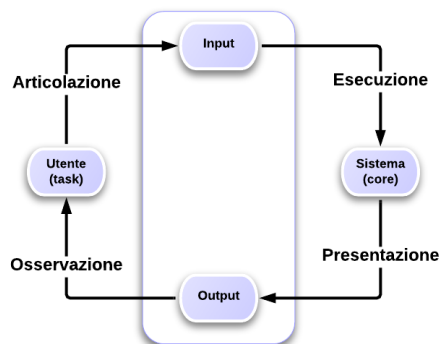 Input
Articolazione
Esecuzione
Utente
(task)
Sistema
(core)
Osservazione
Presentazione
Output